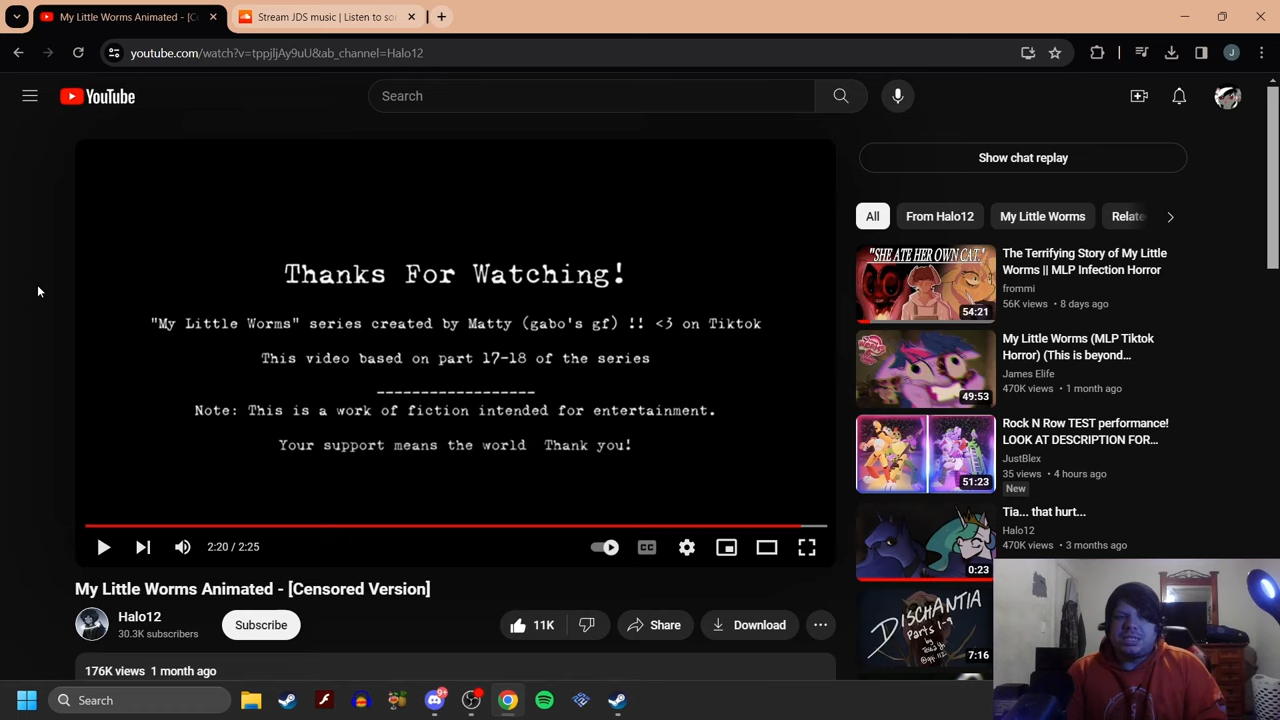 My Little Worms Animated - [C
Stream JDS music | Listen to so
youtube.com/watch?v=tppjljAy9uU&ab_channel=Halo12
J
YouTube
Search
Show chat replay
All
From Halo12
My Little Worms
Relate
Thanks For Watching!
"My Little Worms" series created by Matty (gabo's gf) !! <3 on Tiktok
This video based on part 17-18 of the series
------------------
Note: This is a work of fiction intended for entertainment.
Your support means the world  Thank you!
2:20 / 2:25
CC
My Little Worms Animated - [Censored Version]
Halo12
30.3K subscribers
Subscribe
11K
Share
Download
176K views 1 month ago
"SHE ATE HER OWN CAT."
54:21
The Terrifying Story of My Little
Worms || MLP Infection Horror
frommi
56K views • 8 days ago
49:53
My Little Worms (MLP Tiktok
Horror) (This is beyond...
James Elife
470K views • 1 month ago
51:23
Rock N Row TEST performance!
LOOK AT DESCRIPTION FOR...
JustBlex
35 views • 4 hours ago
New
0:23
Tia... that hurt...
Halo12
470K views • 3 months ago
DISCHANTIA
Parts 1-9
7:16
Search
9+